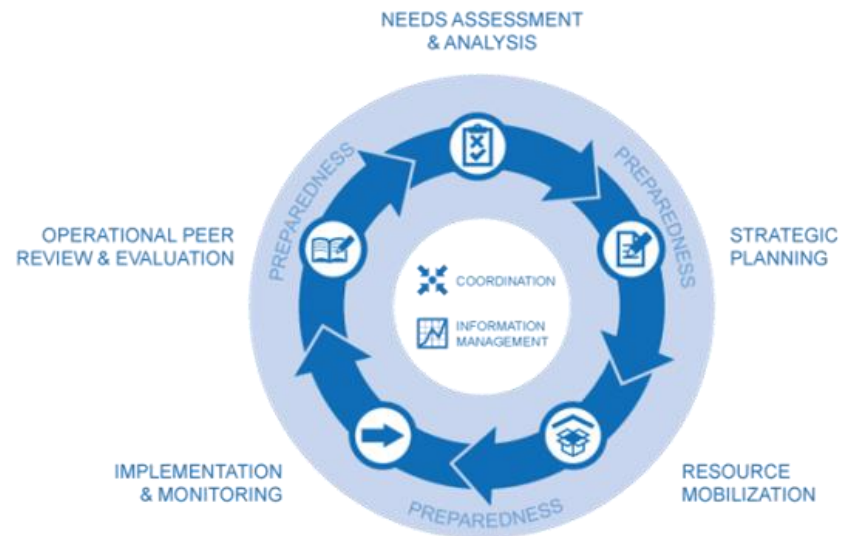 NEEDS ASSESSMENT
& ANALYSIS
PREPAREDNESS
PREPAREDNESS
OPERATIONAL PEER
REVIEW & EVALUATION
STRATEGIC
PLANNING
COORDINATION
INFORMATION
MANAGEMENT
IMPLEMENTATION
& MONITORING
RESOURCE
MOBILIZATION
PREPAREDNESS